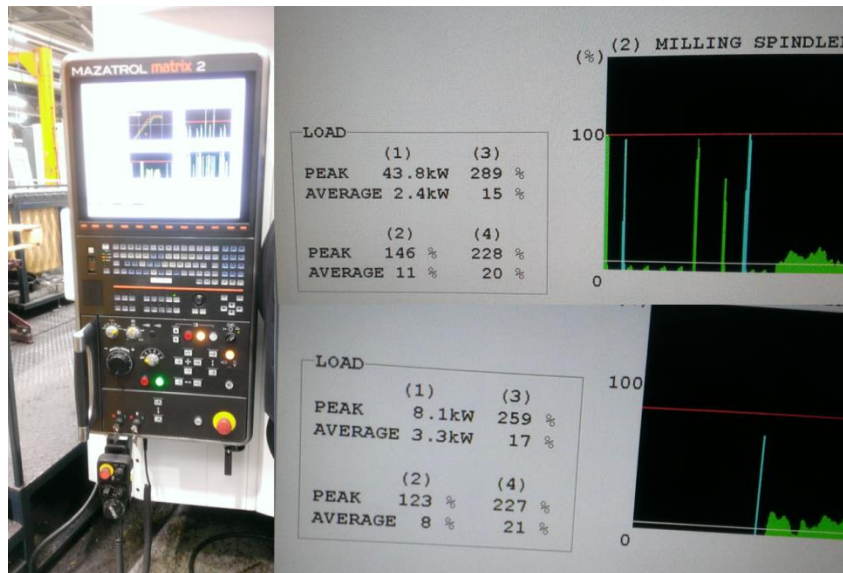 MAZATROL matrix 2
(2) MILLING SPINDLE
(%)
LOAD
(1) (3)
PEAK 43.8kW 289 %
AVERAGE 2.4kW 15 %
(2) (4)
PEAK 146 % 228 %
AVERAGE 11 % 20 %
100
0
LOAD
(1) (3)
PEAK 8.1kW 259 %
AVERAGE 3.3kW 17 %
(2) (4)
PEAK 123 % 227 %
AVERAGE 8 % 21 %
100
0